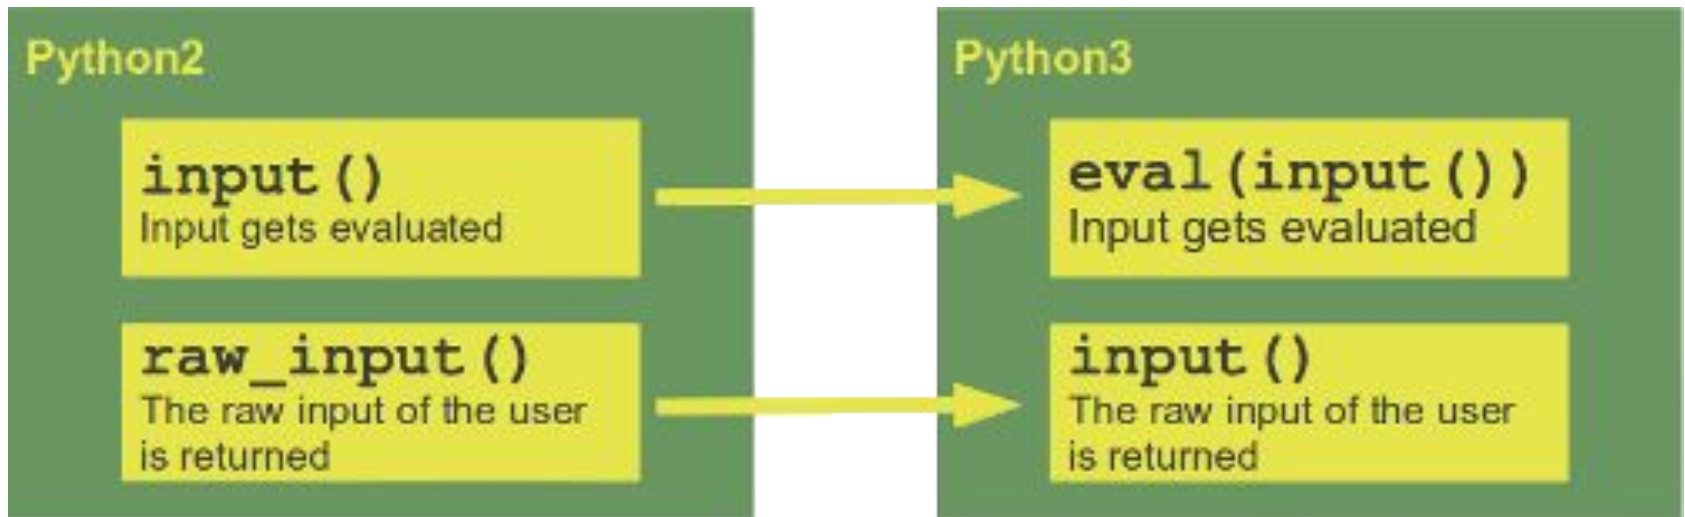 Python2
input()
Input gets evaluated
raw_input()
The raw input of the user
is returned
Python3
eval(input())
Input gets evaluated
input()
The raw input of the user
is returned